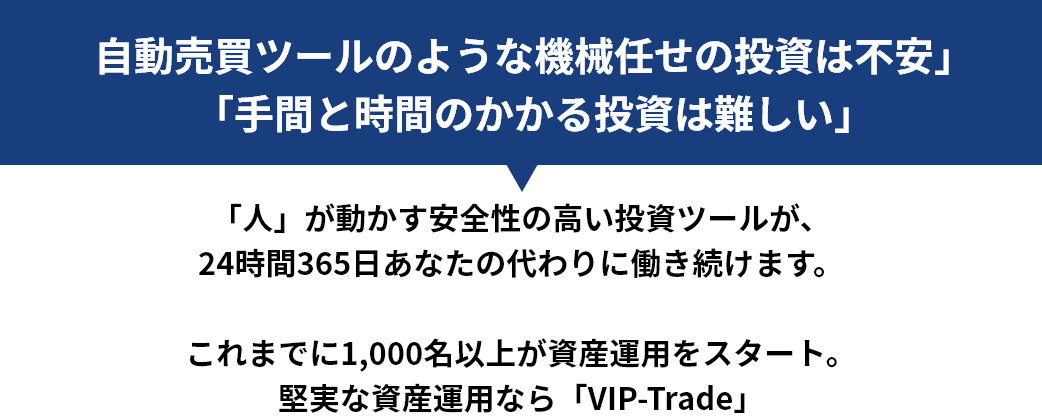 自動売買ツールのような機械任せの投資は不安」
「手間と時間のかかる投資は難しい」
「人」が動かす安全性の高い投資ツールが、
24時間365日あなたの代わりに働き続けます。
これまでに1,000名以上が資産運用をスタート。
堅実な資産運用なら「VIP-Trade」